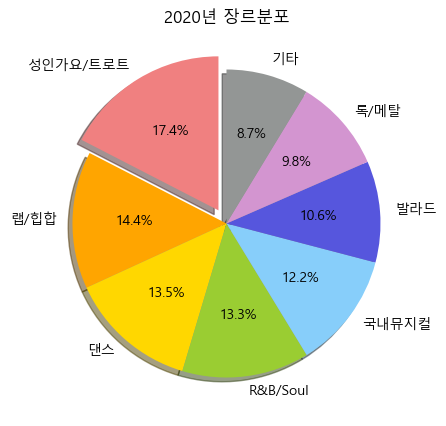 2020년 장르분포
기타
성인가요/트로트
록/메탈
17.4%
8.7%
9.8%
랩/힙합
14.4%
10.6%
발라드
13.5%
12.2%
13.3%
국내뮤지컬
댄스
R&B/Soul